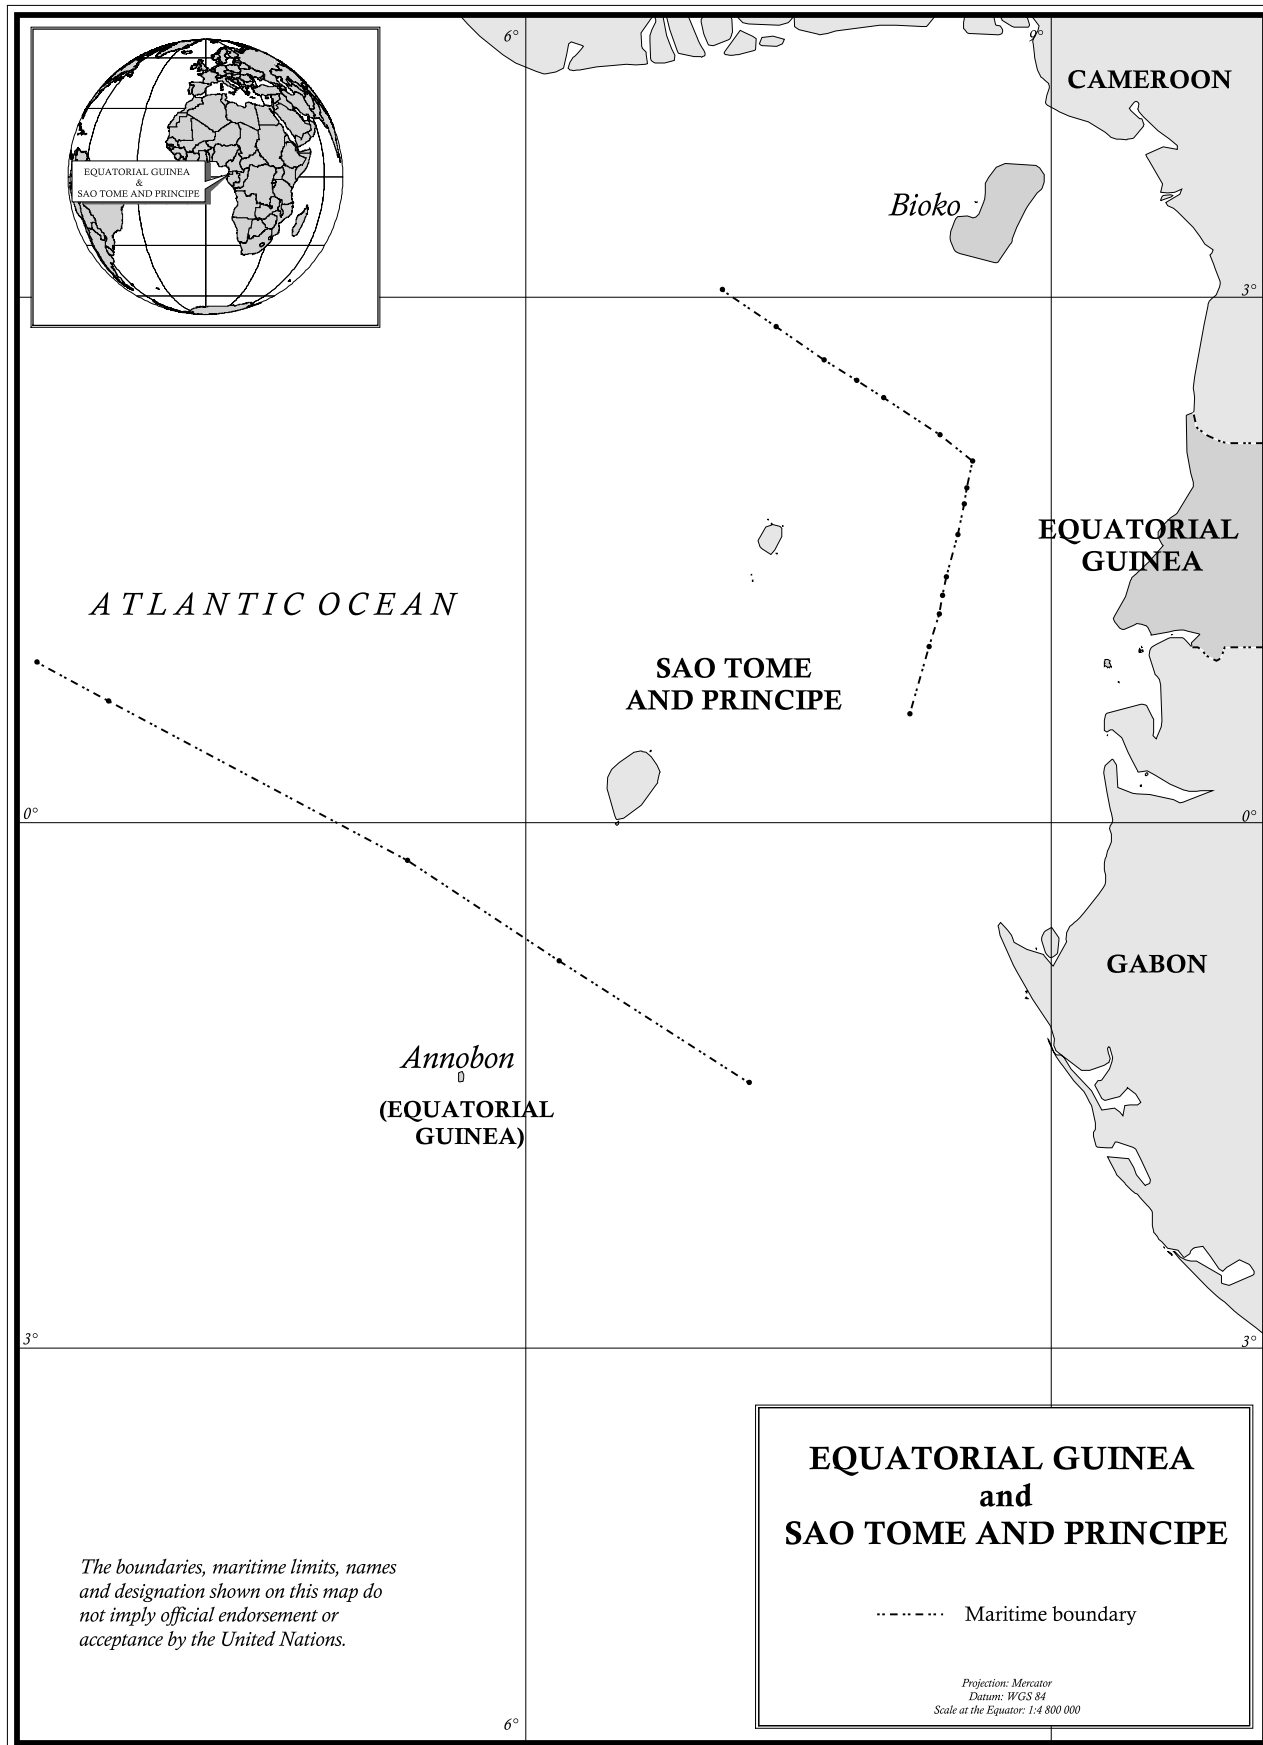 6°
9°
CAMEROON
EQUATORIAL GUINEA
&
SAO TOME AND PRINCIPE
Bioko
3°
EQUATORIAL
GUINEA
ATLANTIC OCEAN
SAO TOME
AND PRINCIPE
0°
0°
GABON
Annobon
(EQUATORIAL
GUINEA)
3°
3°
EQUATORIAL GUINEA
and
SAO TOME AND PRINCIPE
The boundaries, maritime limits, names
and designation shown on this map do
not imply official endorsement or
acceptance by the United Nations.
Maritime boundary
Projection: Mercator
Datum: WGS 84
Scale at the Equator: 1:4 800 000
6°